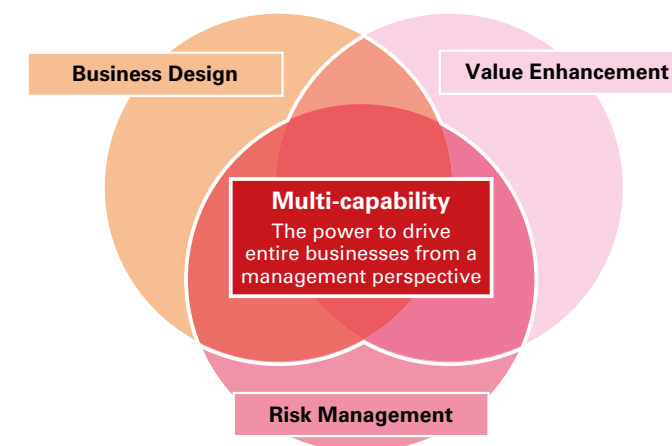 Business Design
Value Enhancement
Multi-capability
The power to drive
entire businesses from a
management perspective
Risk Management